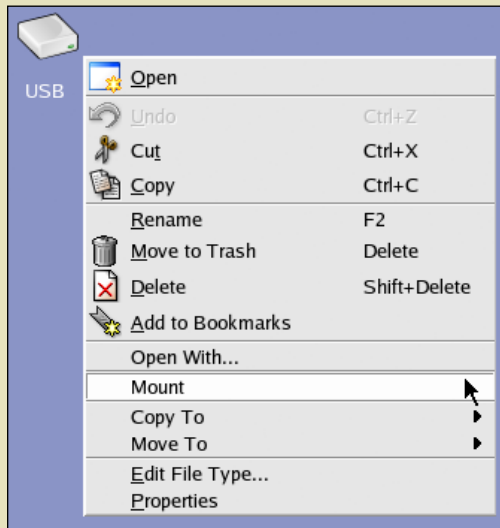 USB
Open
Undo Ctrl+Z
Cut Ctrl+X
Copy Ctrl+C
Rename F2
Move to Trash Delete
Delete Shift+Delete
Add to Bookmarks
Open With...
Mount
Copy To
Move To
Edit File Type...
Properties